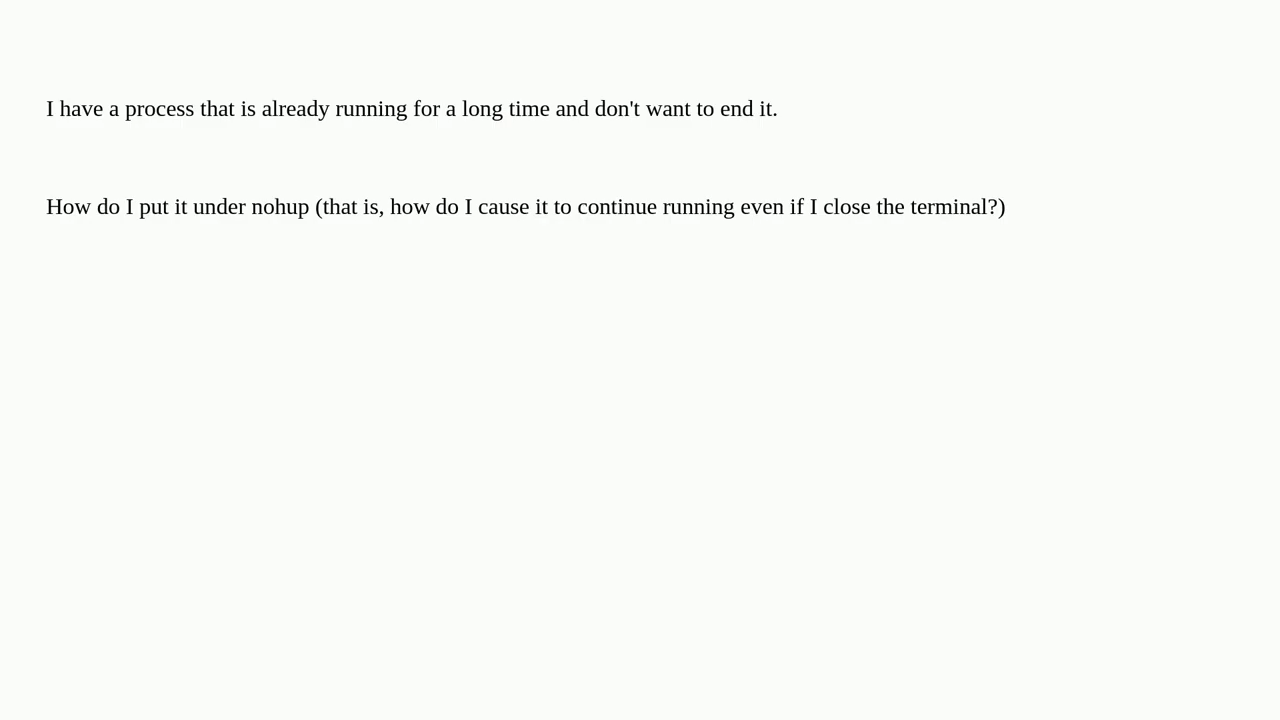 I have a process that is already running for a long time and don't want to end it.
How do I put it under nohup (that is, how do I cause it to continue running even if I close the terminal?)